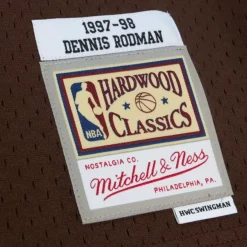 1997-98
DENNIS RODMAN
HARDWOOD
CLASSICS
NBA
NOSTALGIA CO.
Mitchell & Ness
PHILADELPHIA, PA.
HWC SWINGMAN